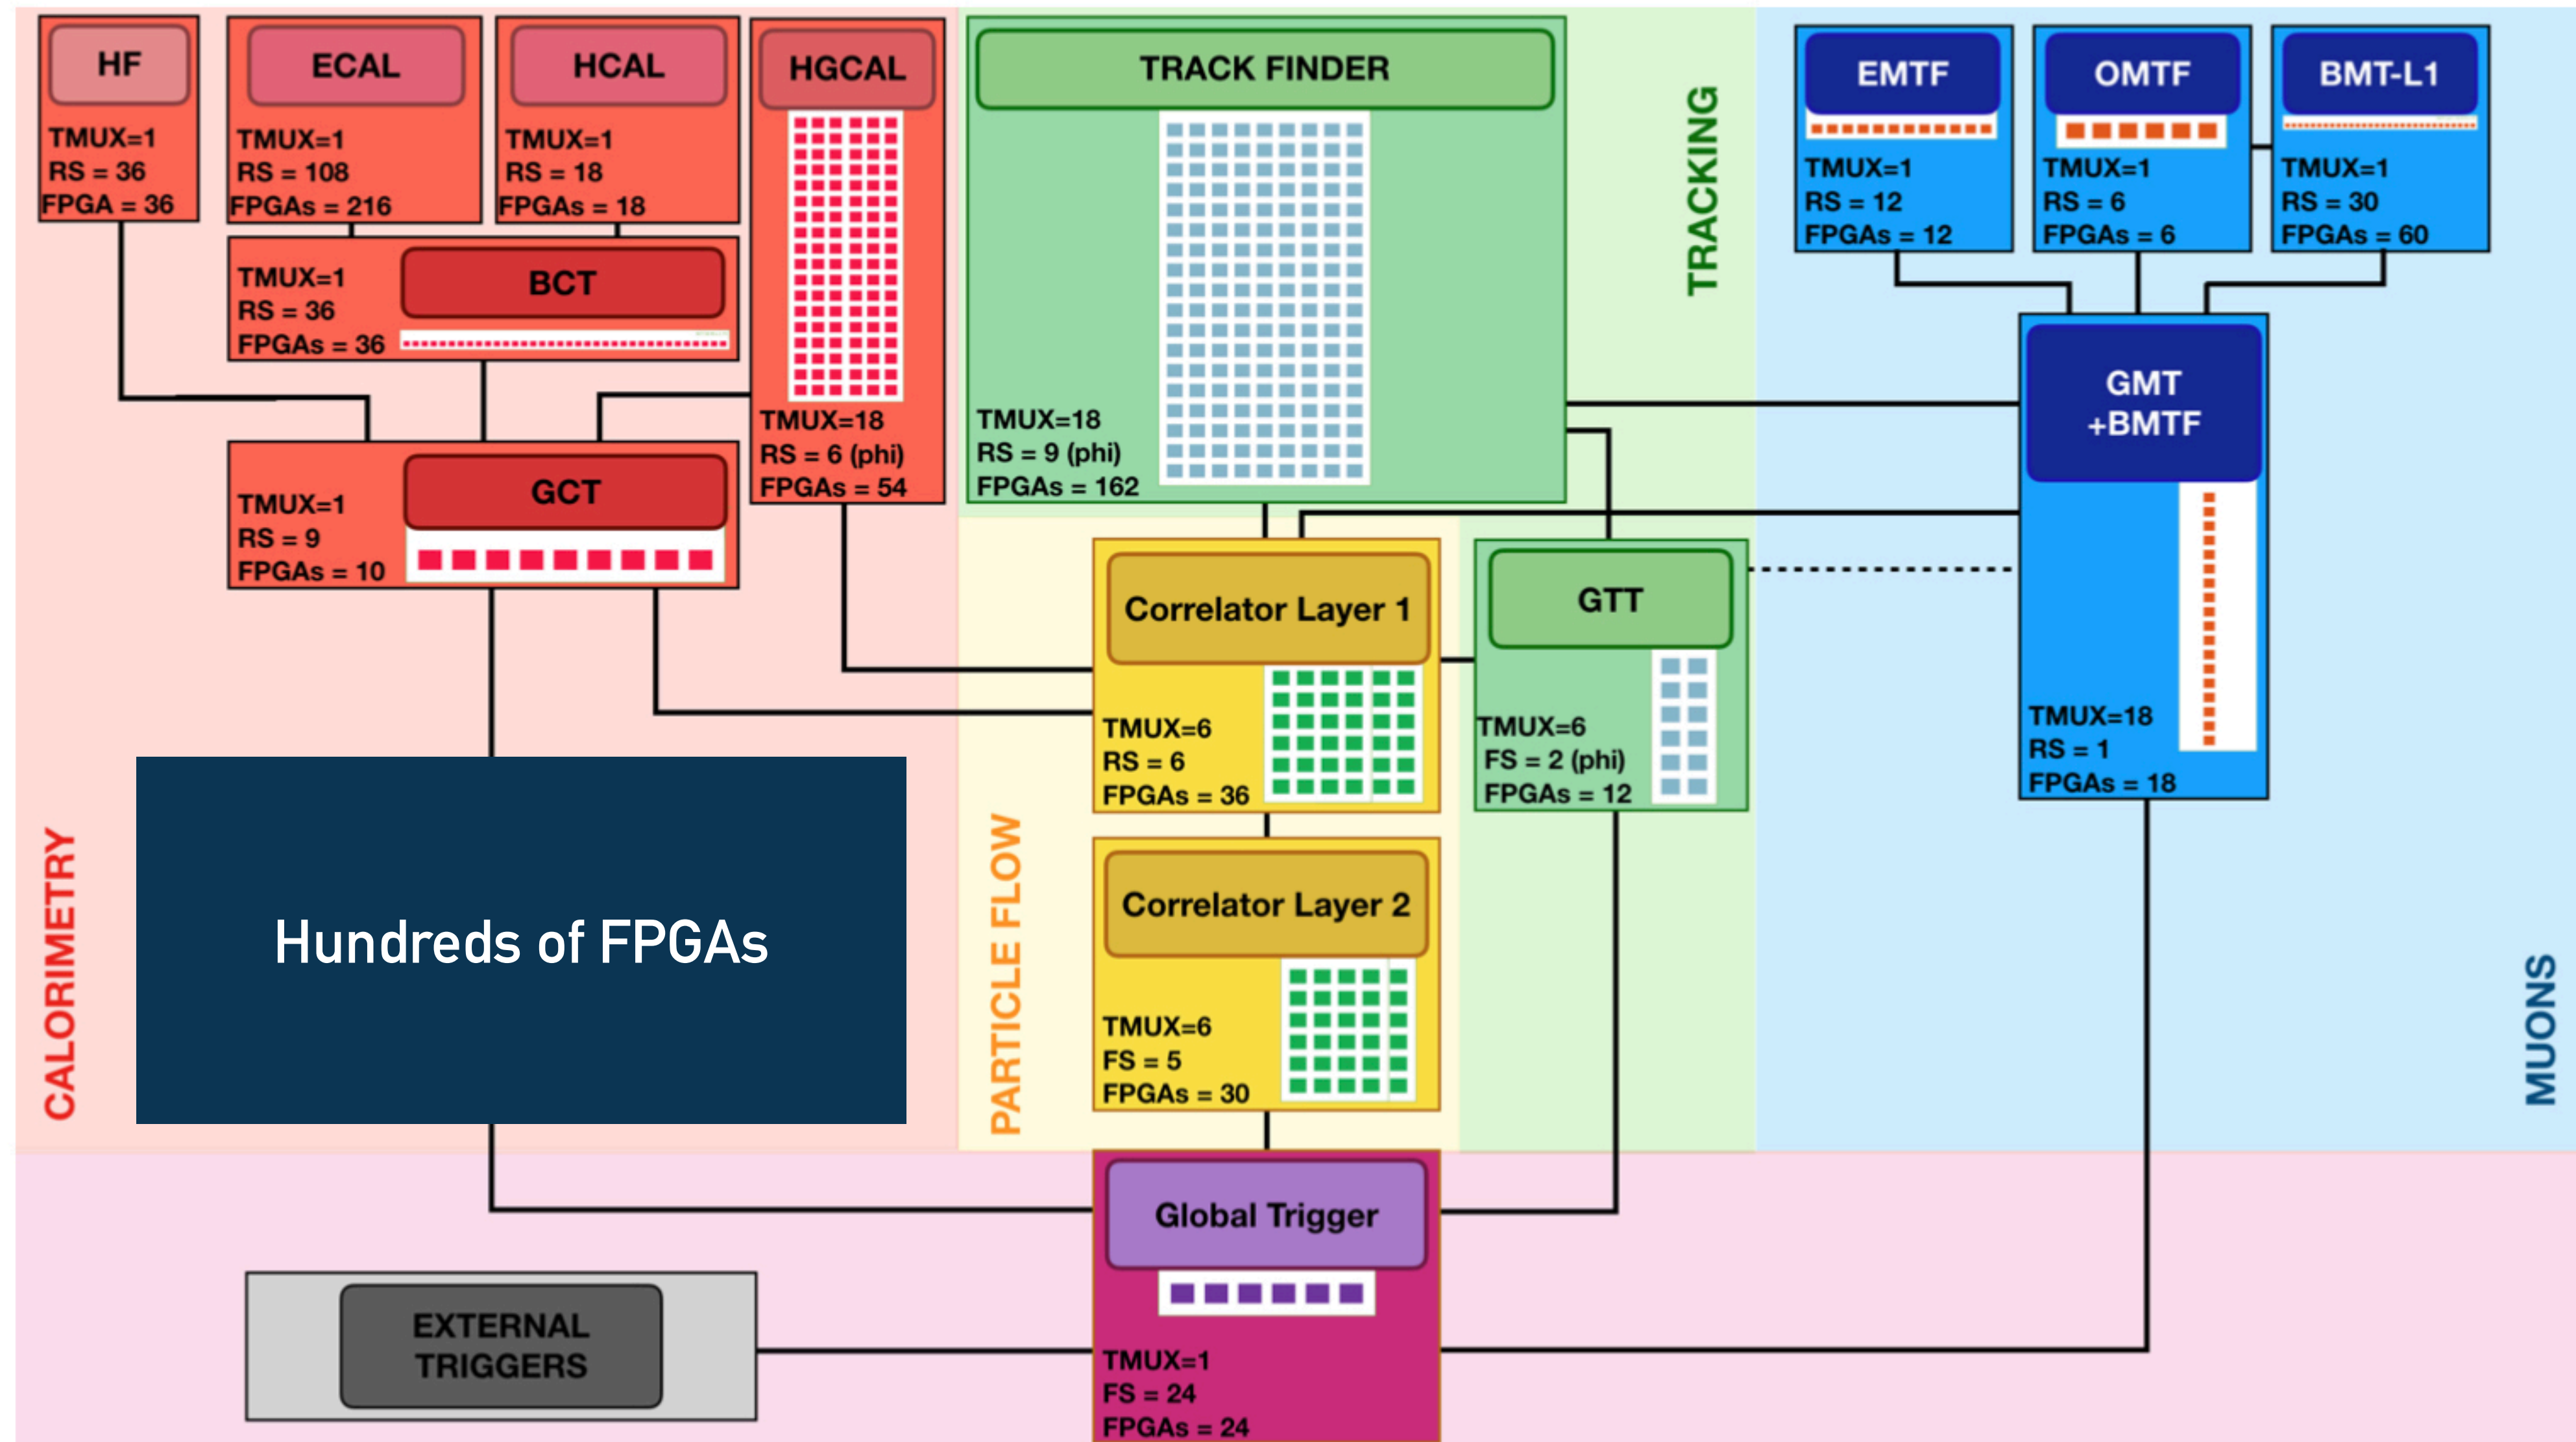 HF
TMUX=1
RS = 36
FPGA = 36
ECAL
TMUX=1
RS = 108
FPGAs = 216
HCAL
TMUX=1
RS = 18
FPGAs = 18
BCT
TMUX=1
RS = 36
FPGAs = 36
HGCAL
TMUX=18
RS = 6 (phi)
FPGAs = 54
GCT
TMUX=1
RS = 9
FPGAs = 10
Hundreds of FPGAs
CALORIMETRY
TRACK FINDER
TMUX=18
RS = 9 (phi)
FPGAs = 162
TRACKING
Correlator Layer 1
TMUX=6
RS = 6
FPGAs = 36
GTT
TMUX=6
FS = 2 (phi)
FPGAs = 12
Correlator Layer 2
TMUX=6
FS = 5
FPGAs = 30
PARTICLE FLOW
EMTF
TMUX=1
RS = 12
FPGAs = 12
OMTF
TMUX=1
RS = 6
FPGAs = 6
BMT-L1
TMUX=1
RS = 30
FPGAs = 60
GMT
+BMTF
TMUX=18
RS = 1
FPGAs = 18
MUONS
Global Trigger
TMUX=1
FS = 24
FPGAs = 24
EXTERNAL
TRIGGERS